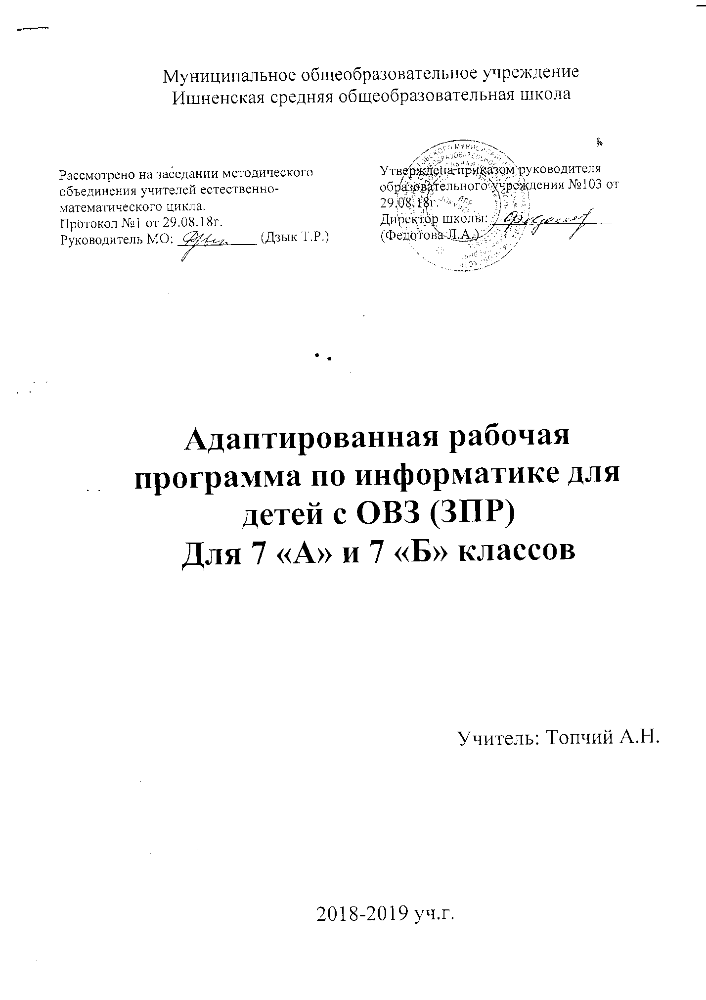 Муниципальное общеобразовательное учреждение
Ишненская средняя общеобразовательная школа
Рассмотрено на заседании методического
объединения учителей естественно-
математического цикла.
Протокол №1 от 29.08.18г.
Руководитель МО: (Дзык Т.Р.)
Утверждена приказом руководителя
образовательного учреждения №103 от
29.08.18г.
Директор школы:
(Федотова Л.А.)
Адаптированная рабочая
программа по информатике для
детей с ОВЗ (ЗПР)
Для 7 «А» и 7 «Б» классов
Учитель: Топчий А.Н.
2018-2019 уч.г.